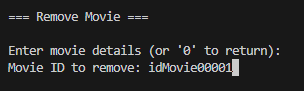 === Remove Movie ===
Enter movie details (or '0' to return):
Movie ID to remove: idMovie00001